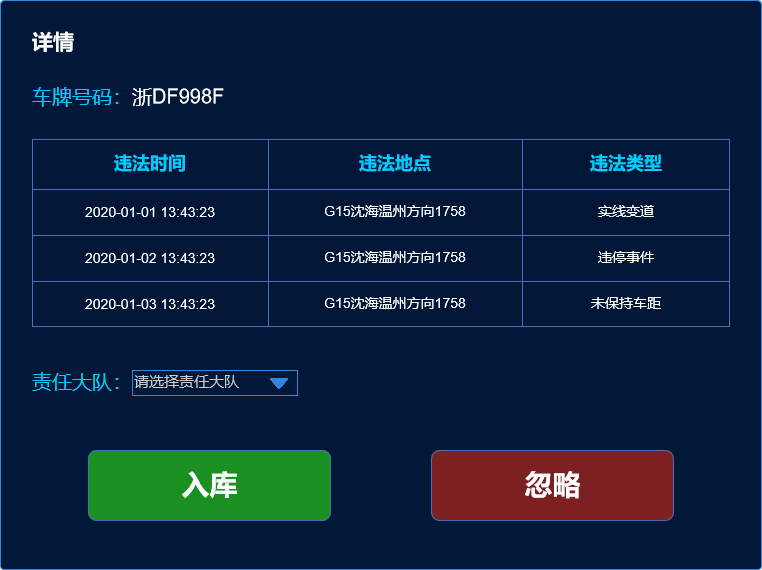 详情
车牌号码：浙DF998F
违法时间 违法地点 违法类型
2020-01-01 13:43:23 G15沈海温州方向1758 实线变道
2020-01-02 13:43:23 G15沈海温州方向1758 违停事件
2020-01-03 13:43:23 G15沈海温州方向1758 未保持车距
责任大队：请选择责任大队
入库 忽略